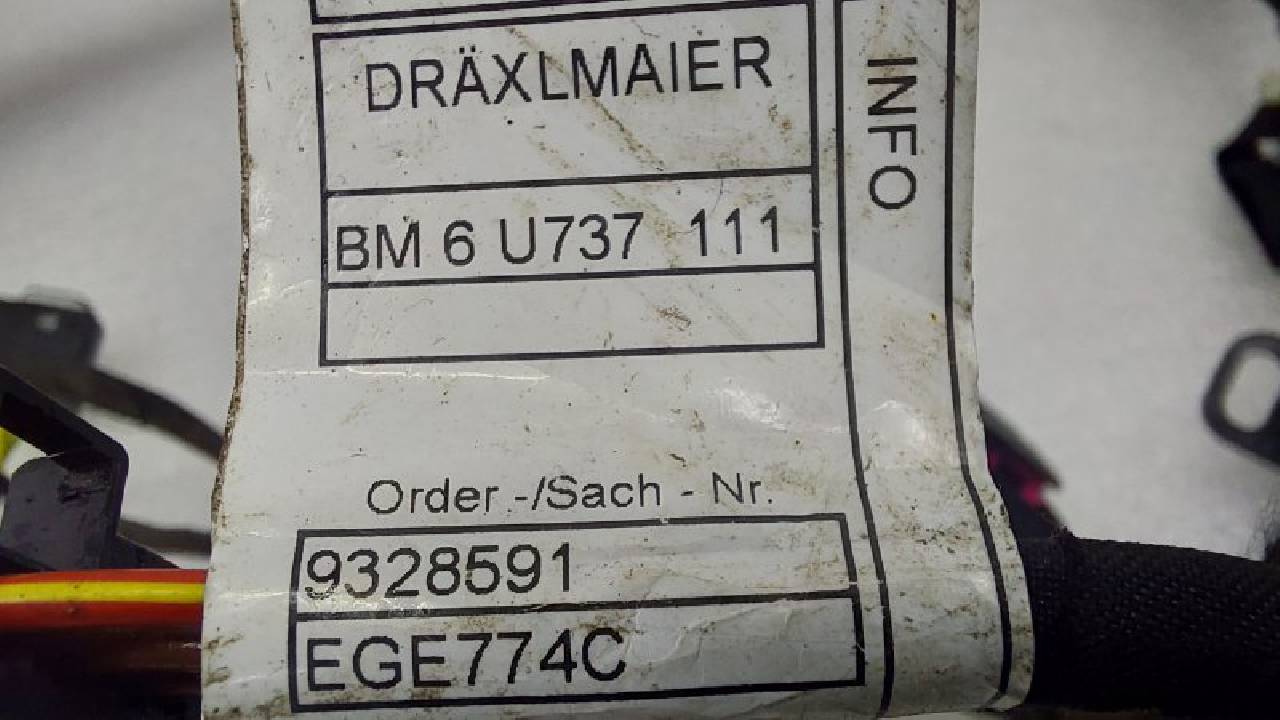 DRÄXLMAIER
BM 6 U737 111
INFO
Order -/Sach - Nr.
9328591
EGE774C